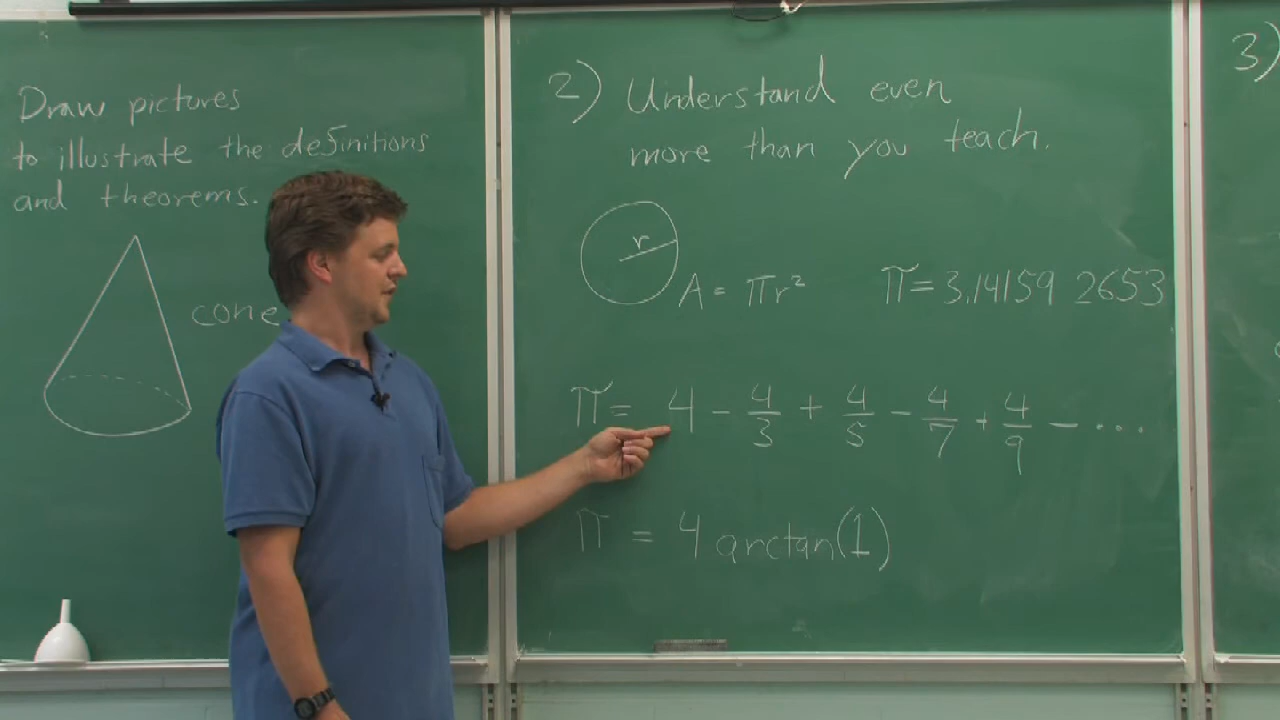 Draw pictures
to illustrate the definitions
and theorems.
cone
2) Understand even
more than you teach.
r
A = πr²
π = 3.14159 2653
π = 4 - 4/3 + 4/5 - 4/7 + 4/9 - ...
π = 4 arctan(1)
3)